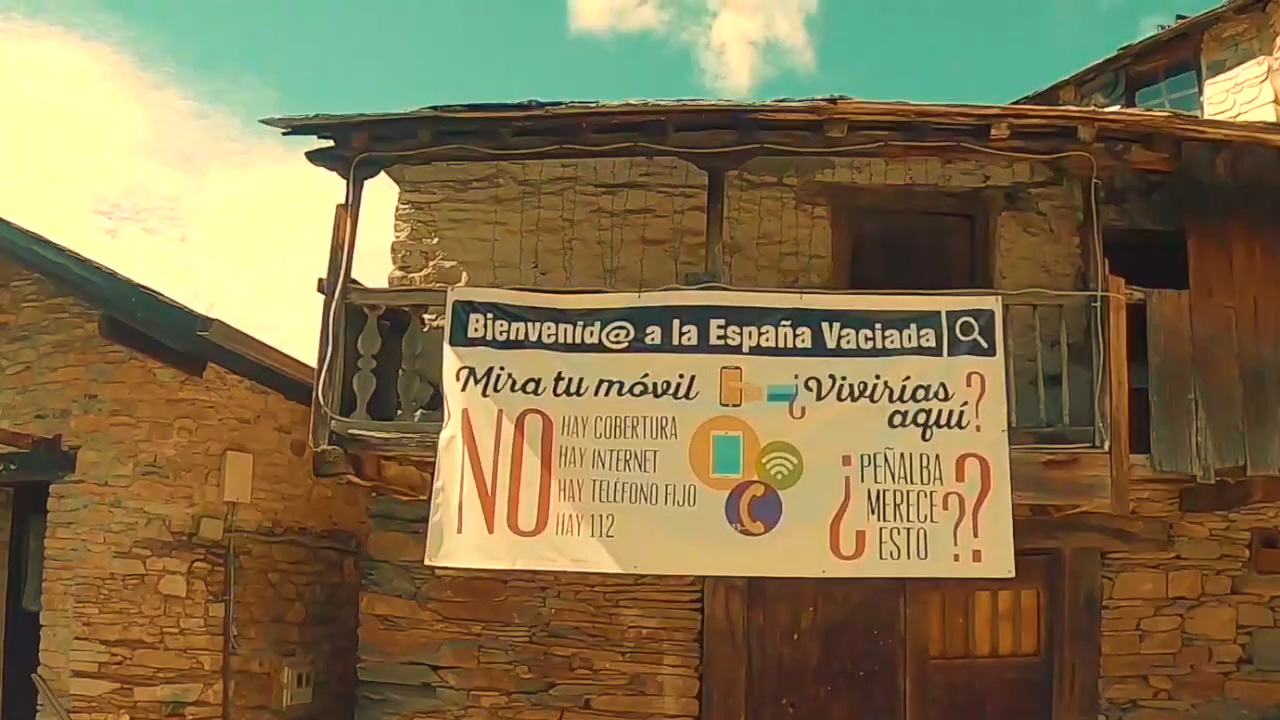 Bienvenid@ a la España Vaciada
Mira tu móvil
NO
HAY COBERTURA
HAY INTERNET
HAY TELÉFONO FIJO
HAY 112
¿Vivirías
aquí?
¿PEÑALBA
MERECE
ESTO??